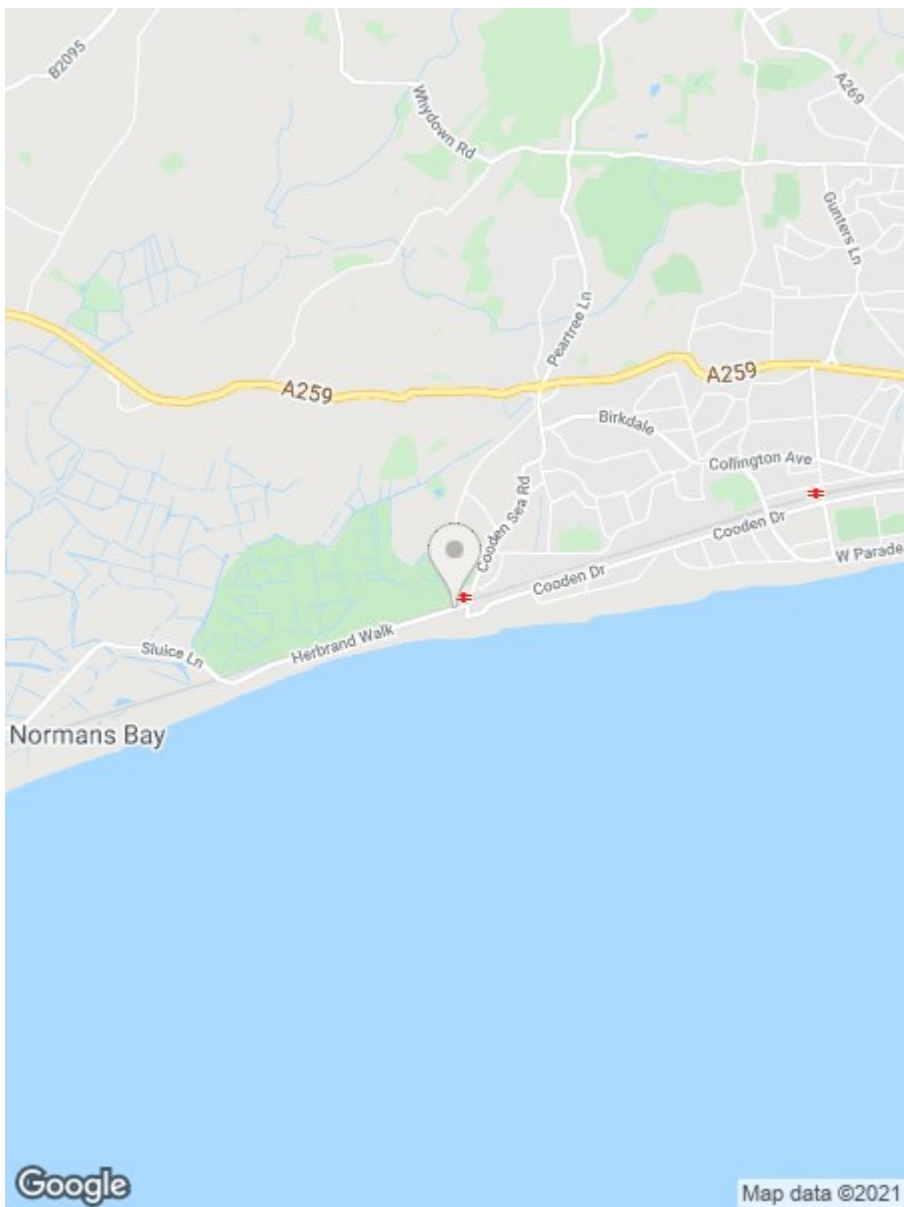 B2095
Whydown Rd
A269
Gunters Ln
Peartree Ln
A259
A259
Birkdale
Collington Ave
Cooden Sea Rd
Cooden Dr
W Parade
Cooden Dr
Herbrand Walk
Sluice Ln
Normans Bay
Google
Map data ©2021